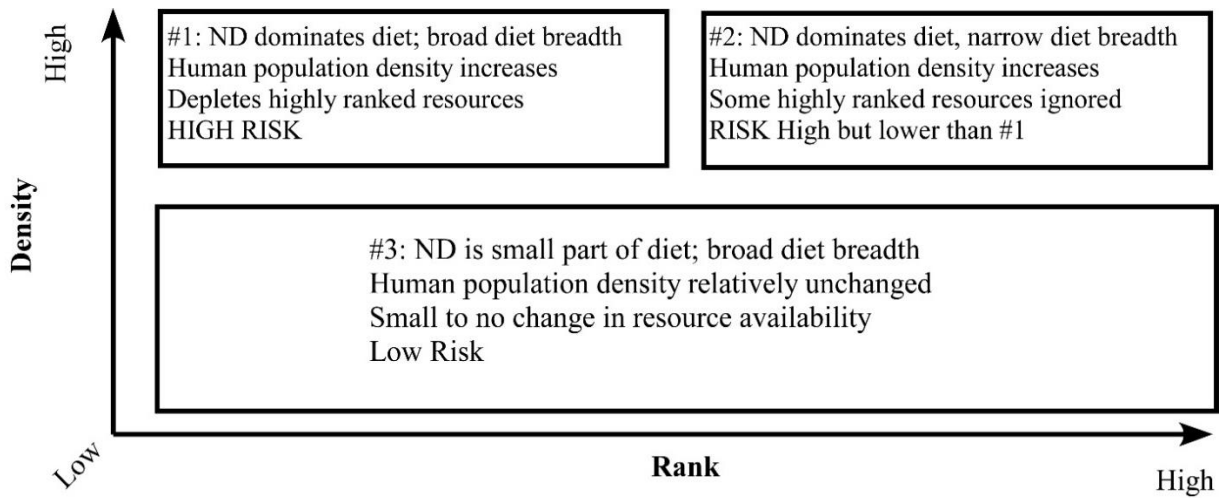 High
#1: ND dominates diet; broad diet breadth
Human population density increases
Depletes highly ranked resources
HIGH RISK
#2: ND dominates diet, narrow diet breadth
Human population density increases
Some highly ranked resources ignored
RISK High but lower than #1
Density
#3: ND is small part of diet; broad diet breadth
Human population density relatively unchanged
Small to no change in resource availability
Low Risk
Low
Rank
High